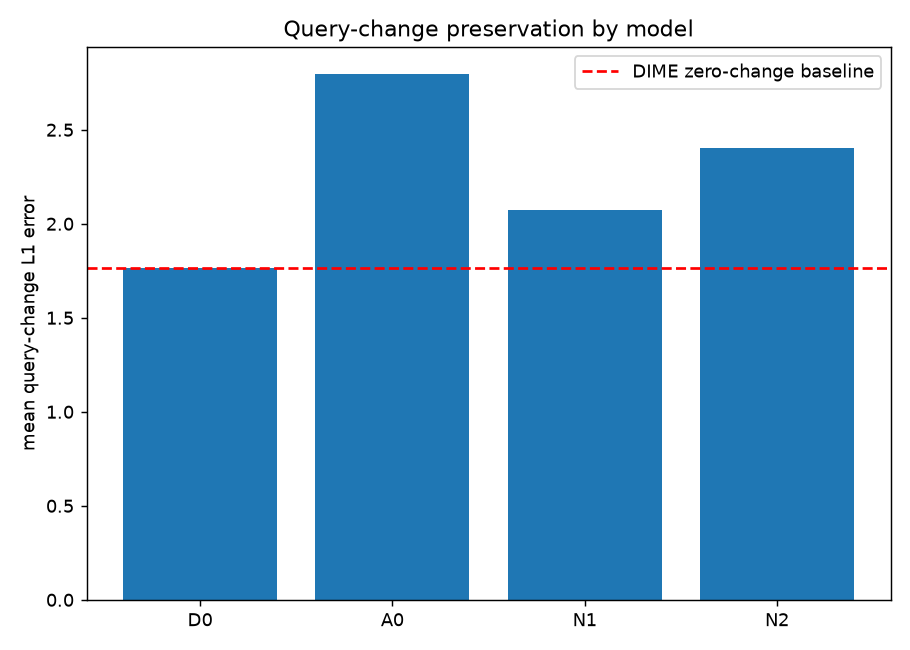 Query-change preservation by model
DIME zero-change baseline
mean query-change L1 error
2.5
2.0
1.5
1.0
0.5
0.0
D0 A0 N1 N2